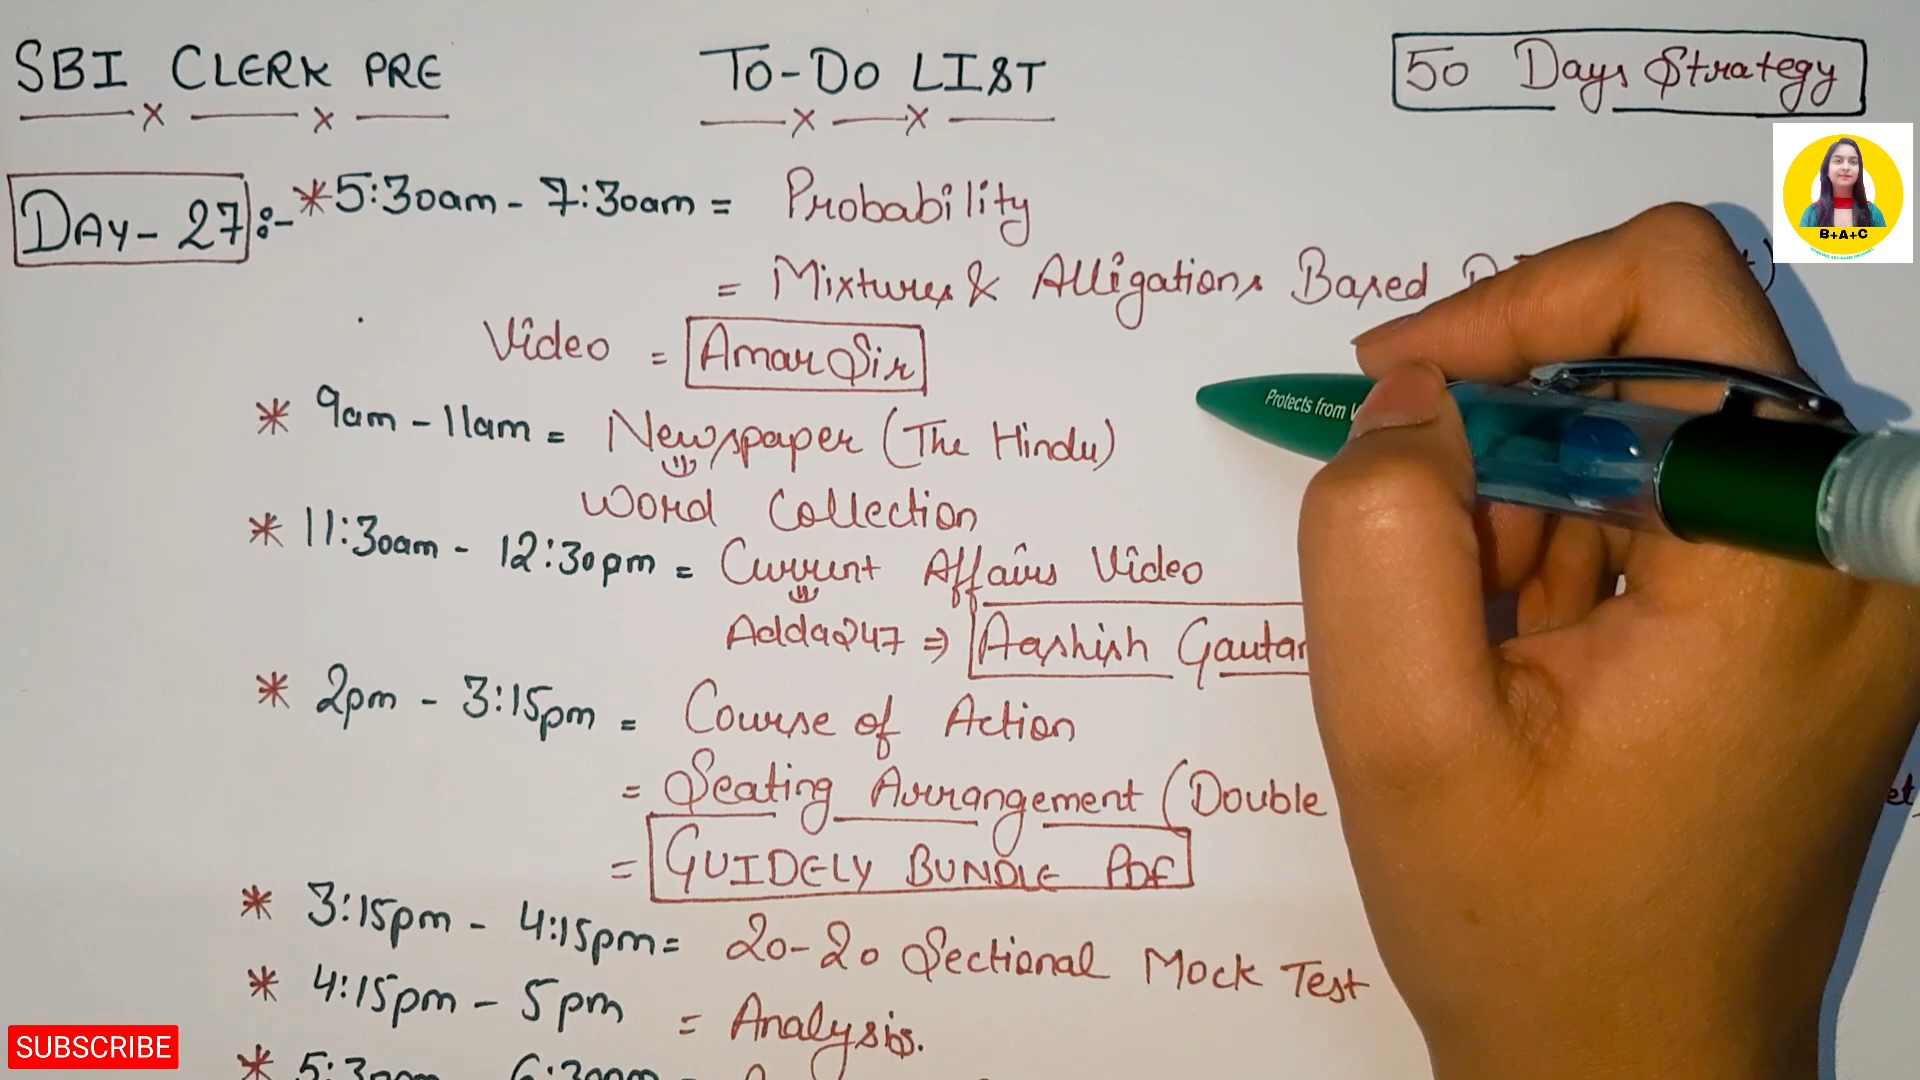 SBI CLERK PRE TO-DO LIST 50 Days Strategy
DAY-27:- *5:30am - 7:30am = Probability
= Mixtures & Alligations Based
Video = Amar Sir
* 9am - 11am = Newspaper (The Hindu)
Word Collection
* 11:30am - 12:30pm = Current Affairs Video
Adda247 ⇒ Aashish Gautam
* 2pm - 3:15pm = Course of Action
= Seating Arrangement (Double
= GUIDELY BUNDLE PDF
* 3:15pm - 4:15pm = 20-20 Sectional Mock Test
* 4:15pm - 5pm = Analysis.
B+A+C
Protects from
SUBSCRIBE